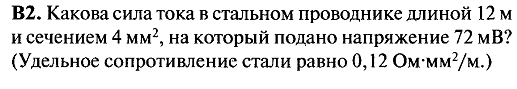 В2. Какова сила тока в стальном проводнике длиной 12 м
и сечением 4 мм², на который подано напряжение 72 мВ?
(Удельное сопротивление стали равно 0,12 Ом·мм²/м.)